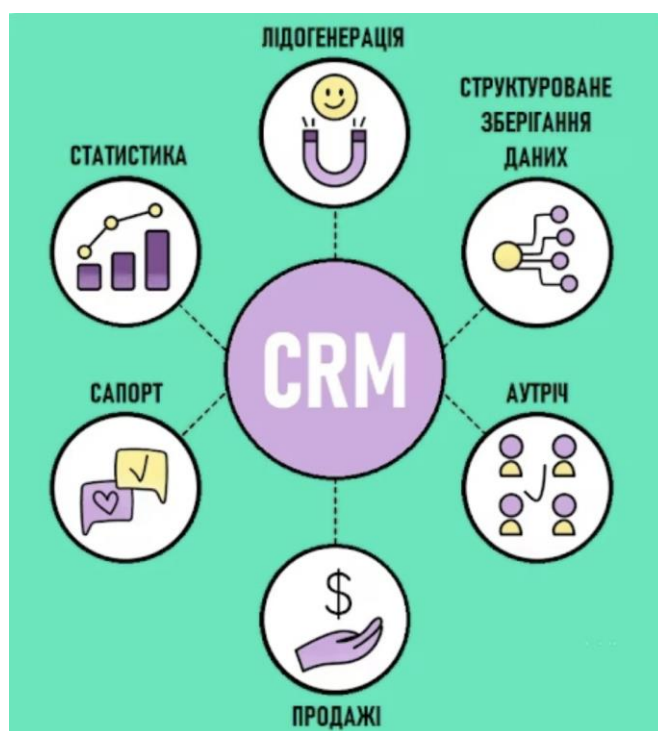 ЛІДОГЕНЕРАЦІЯ
СТРУКТУРОВАНЕ
ЗБЕРІГАННЯ
ДАНИХ
СТАТИСТИКА
CRM
САПОРТ
АУТРІЧ
ПРОДАЖІ